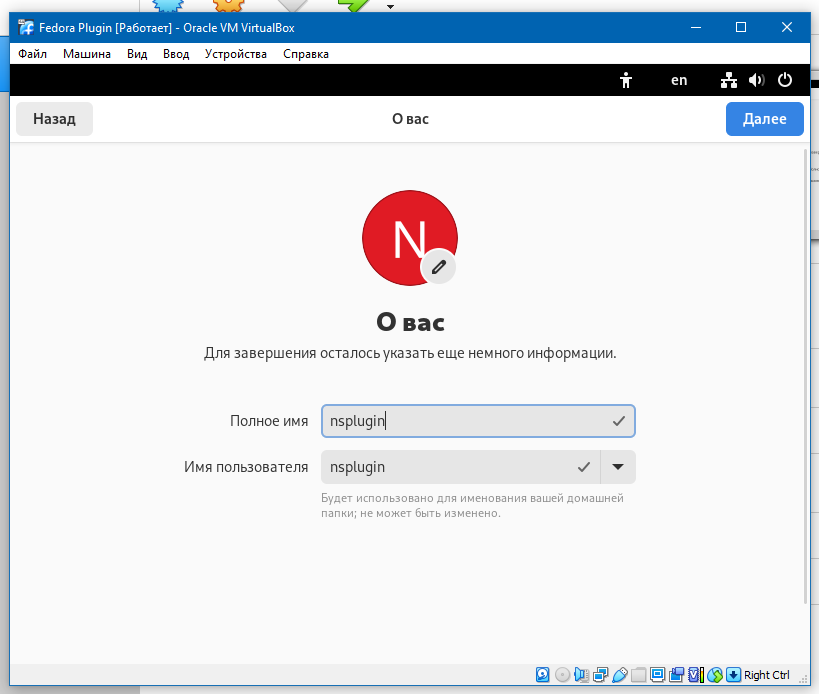 Fedora Plugin [Работает] - Oracle VM VirtualBox
Файл Машина Вид Ввод Устройства Справка
en
Назад О вас Далее
N
О вас
Для завершения осталось указать еще немного информации.
Полное имя nsplugin
Имя пользователя nsplugin
Будет использовано для именования вашей домашней
папки; не может быть изменено.
Right Ctrl